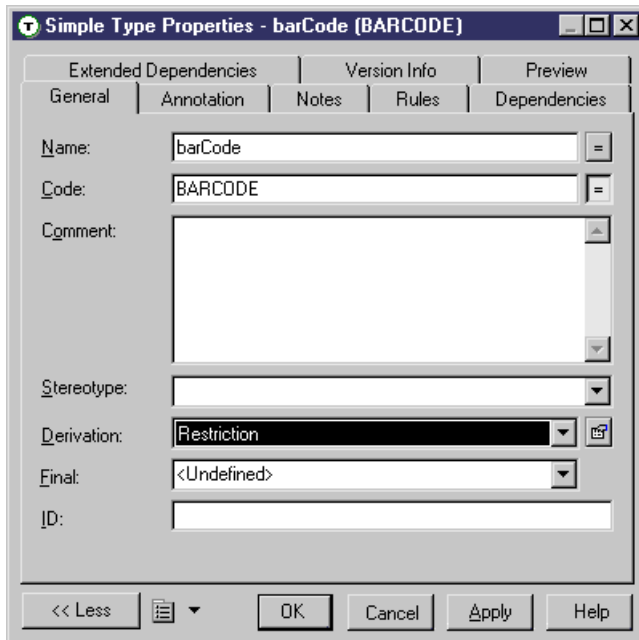 Simple Type Properties - barCode (BARCODE)
Extended Dependencies Version Info Preview
General Annotation Notes Rules Dependencies
Name: barCode =
Code: BARCODE =
Comment:
Stereotype:
Derivation: Restriction
Final: <Undefined>
ID:
<< Less OK Cancel Apply Help